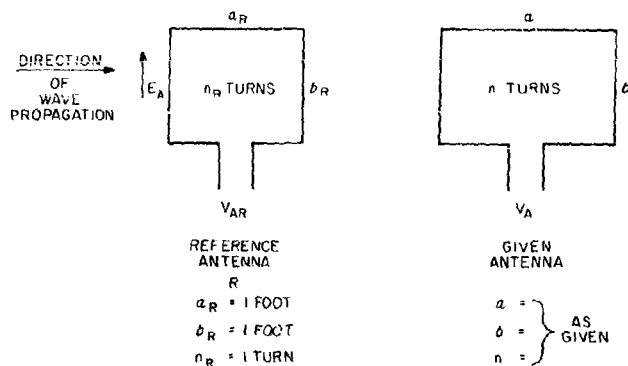 DIRECTION
OF
WAVE
PROPAGATION
E_A
a_R
n_R TURNS
b_R
V_AR
REFERENCE
ANTENNA
R
a_R = 1 FOOT
b_R = 1 FOOT
n_R = 1 TURN
a
n TURNS
b
V_A
GIVEN
ANTENNA
a =
b =
n =
AS
GIVEN